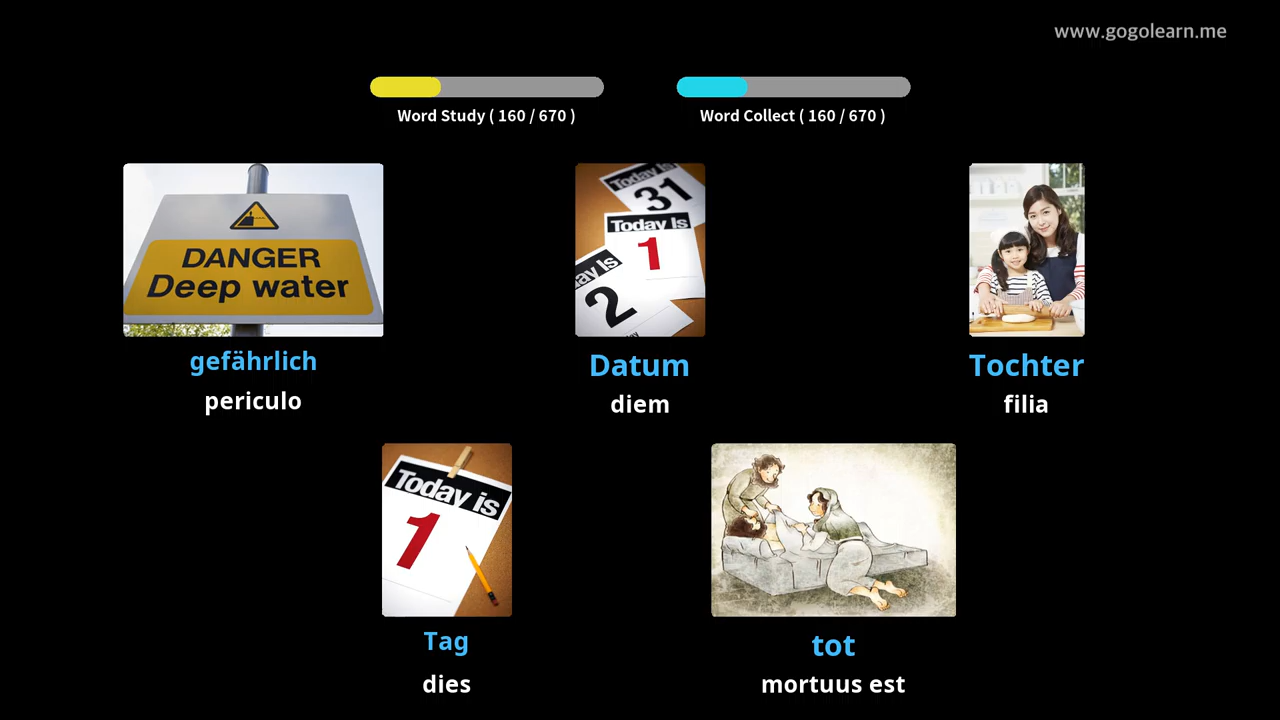 www.gogolearn.me
Word Study ( 160 / 670 )
Word Collect ( 160 / 670 )
DANGER
Deep water
Today Is
31
Today Is
1
ay Is
2
gefährlich
periculo
Datum
diem
Tochter
filia
Today is
1
Tag
dies
tot
mortuus est